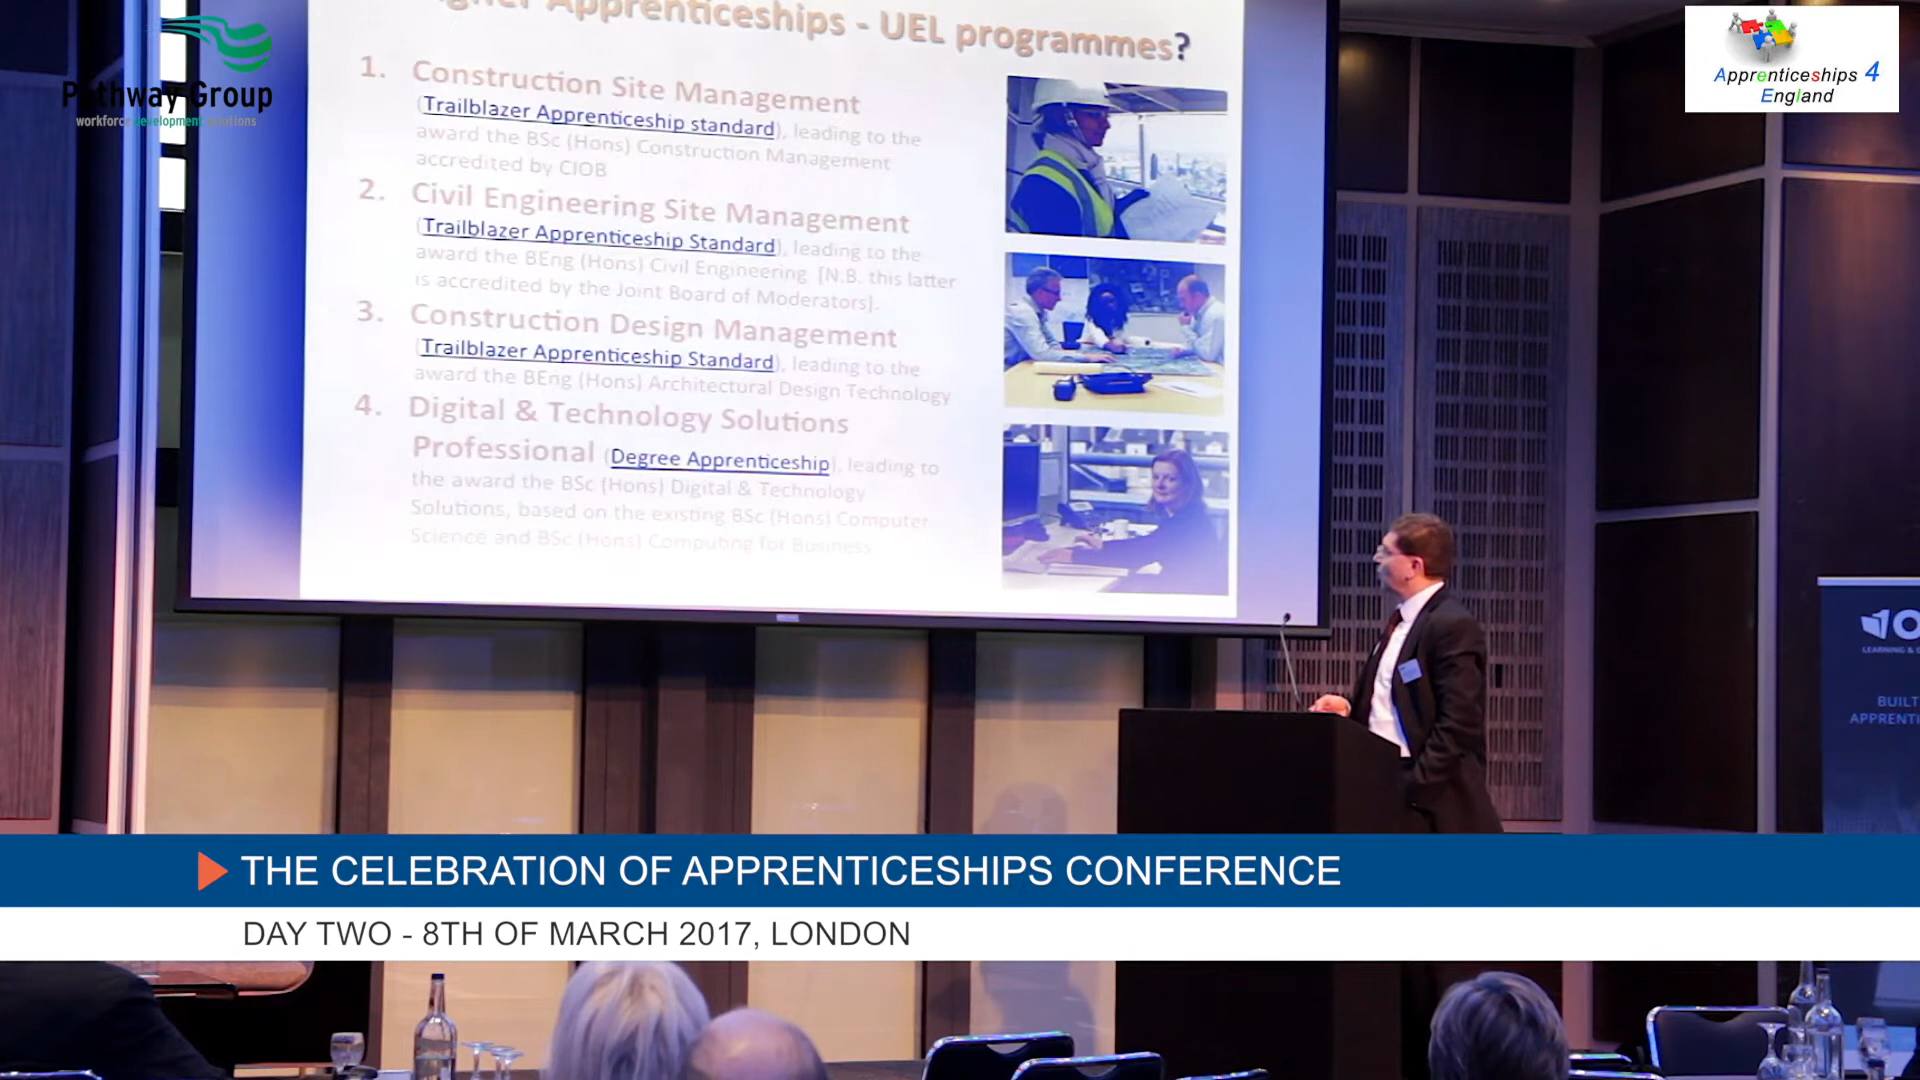 Apprenticeships - UEL programmes?
1. Construction Site Management
(Trailblazer Apprenticeship standard), leading to the
award the BSc (Hons) Construction Management
accredited by CIOB
2. Civil Engineering Site Management
(Trailblazer Apprenticeship Standard), leading to the
award the BEng (Hons) Civil Engineering [N.B. this latter
is accredited by the Joint Board of Moderators].
3. Construction Design Management
(Trailblazer Apprenticeship Standard), leading to the
award the BEng (Hons) Architectural Design Technology
4. Digital & Technology Solutions
Professional (Degree Apprenticeship), leading to
the award the BSc (Hons) Digital & Technology
Solutions, based on the existing BSc (Hons) Computer
Science and BSc (Hons) Computing for Business
Pathway Group
workforce development solutions
Apprenticeships 4
England
LEARNING &
BUILT
THE CELEBRATION OF APPRENTICESHIPS CONFERENCE
DAY TWO - 8TH OF MARCH 2017, LONDON